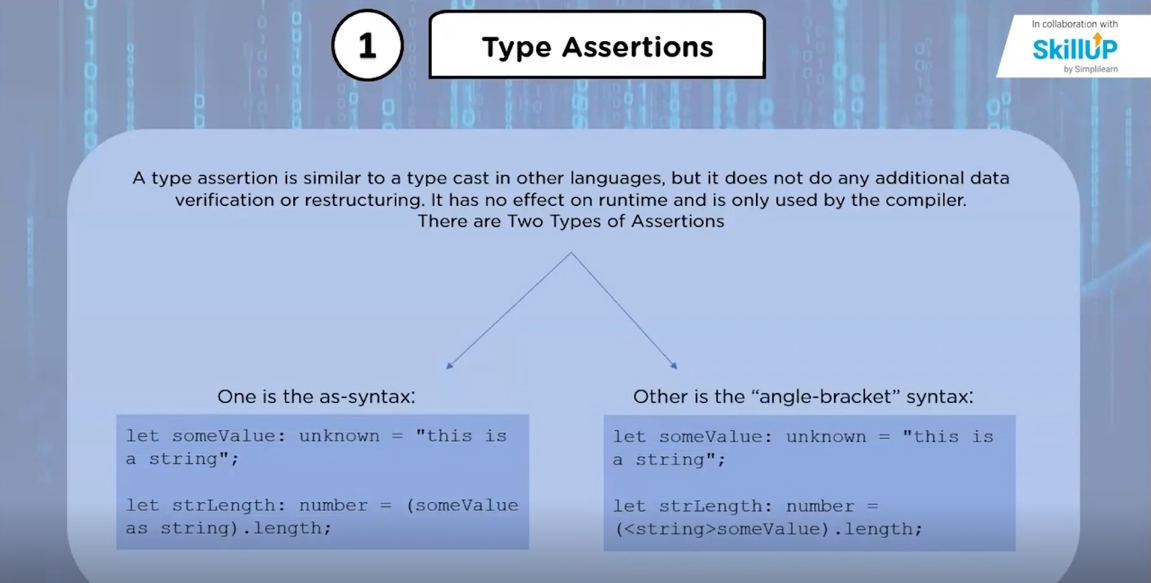 1
Type Assertions
In collaboration with
SkillUP
by Simplilearn
A type assertion is similar to a type cast in other languages, but it does not do any additional data
verification or restructuring. It has no effect on runtime and is only used by the compiler.
There are Two Types of Assertions
One is the as-syntax:
let someValue: unknown = "this is
a string";
let strLength: number = (someValue
as string).length;
Other is the “angle-bracket” syntax:
let someValue: unknown = "this is
a string";
let strLength: number =
(<string>someValue).length;